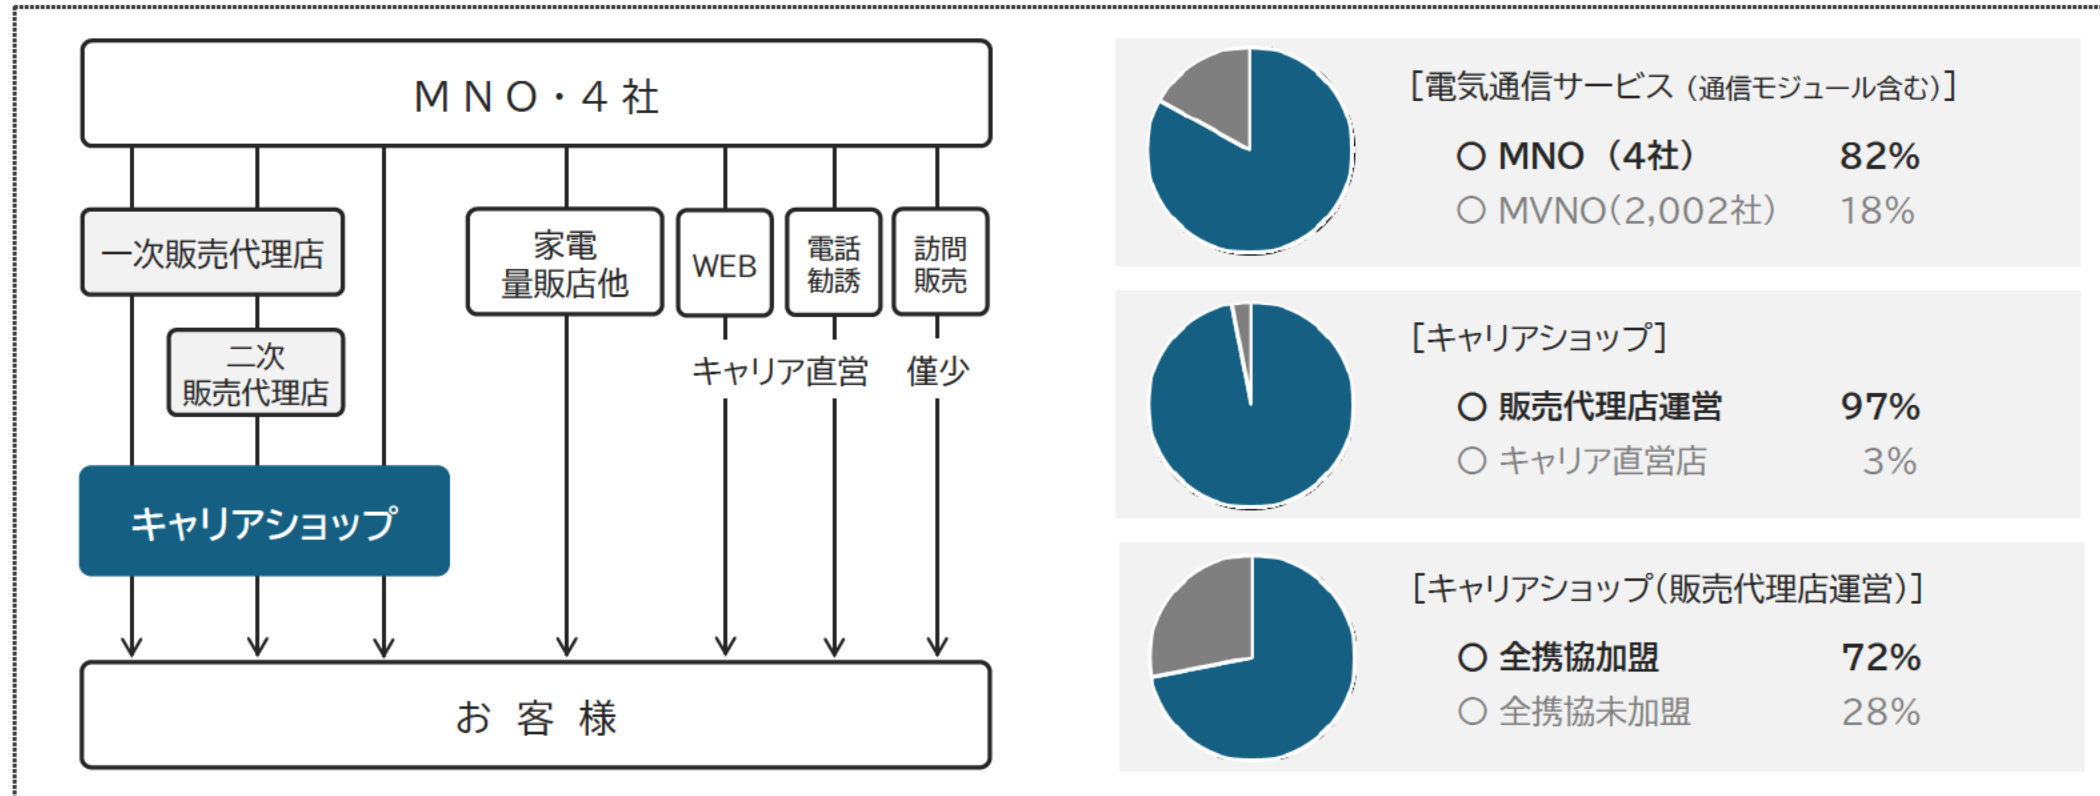 MNO・4社
一次販売代理店
二次
販売代理店
キャリアショップ
家電
量販店他
WEB
電話
勧誘
訪問
販売
キャリア直営
僅少
お客様
[電気通信サービス（通信モジュール含む）]
○ MNO（4社） 82%
○ MVNO（2,002社） 18%
[キャリアショップ]
○ 販売代理店運営 97%
○ キャリア直営店 3%
[キャリアショップ（販売代理店運営）]
○ 全携協加盟 72%
○ 全携協未加盟 28%